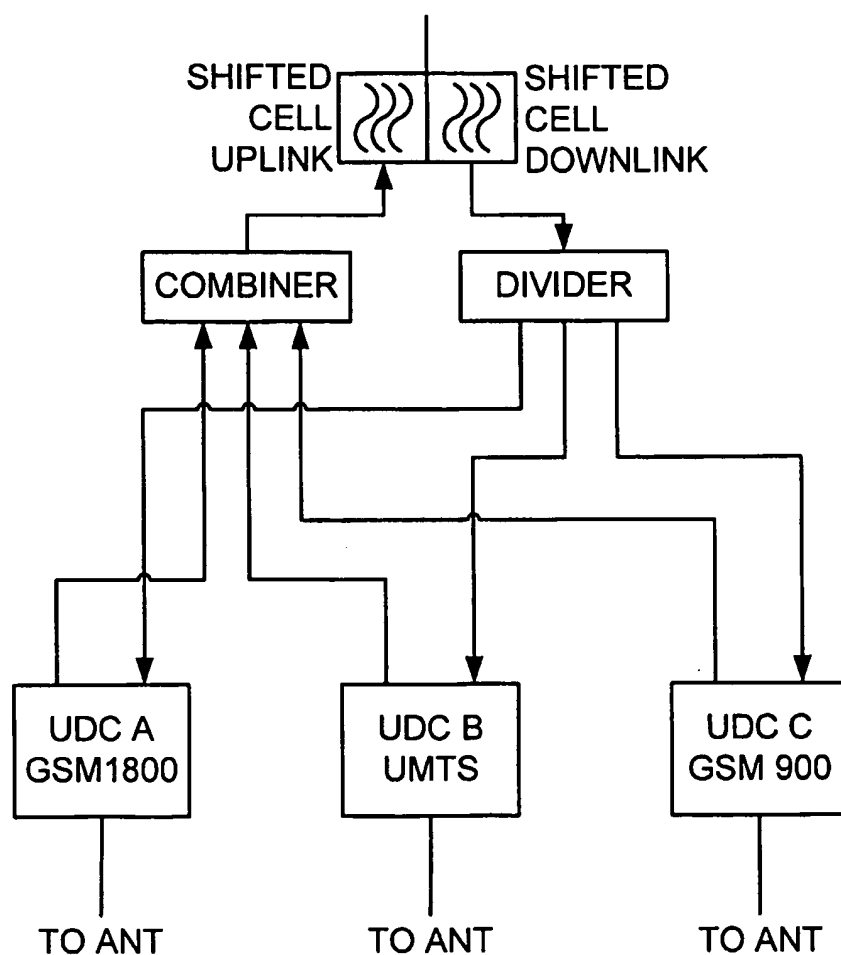 SHIFTED
CELL
UPLINK
SHIFTED
CELL
DOWNLINK
COMBINER
DIVIDER
UDC A
GSM1800
UDC B
UMTS
UDC C
GSM 900
TO ANT
TO ANT
TO ANT